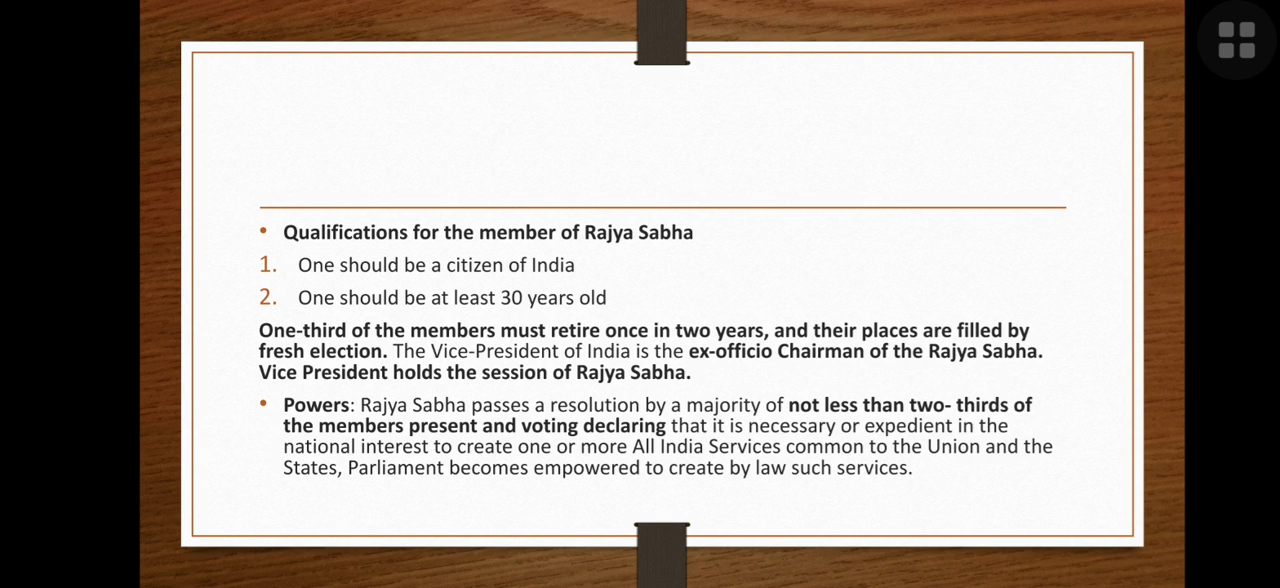 • Qualifications for the member of Rajya Sabha
1. One should be a citizen of India
2. One should be at least 30 years old
One-third of the members must retire once in two years, and their places are filled by
fresh election. The Vice-President of India is the ex-officio Chairman of the Rajya Sabha.
Vice President holds the session of Rajya Sabha.
• Powers: Rajya Sabha passes a resolution by a majority of not less than two- thirds of
the members present and voting declaring that it is necessary or expedient in the
national interest to create one or more All India Services common to the Union and the
States, Parliament becomes empowered to create by law such services.